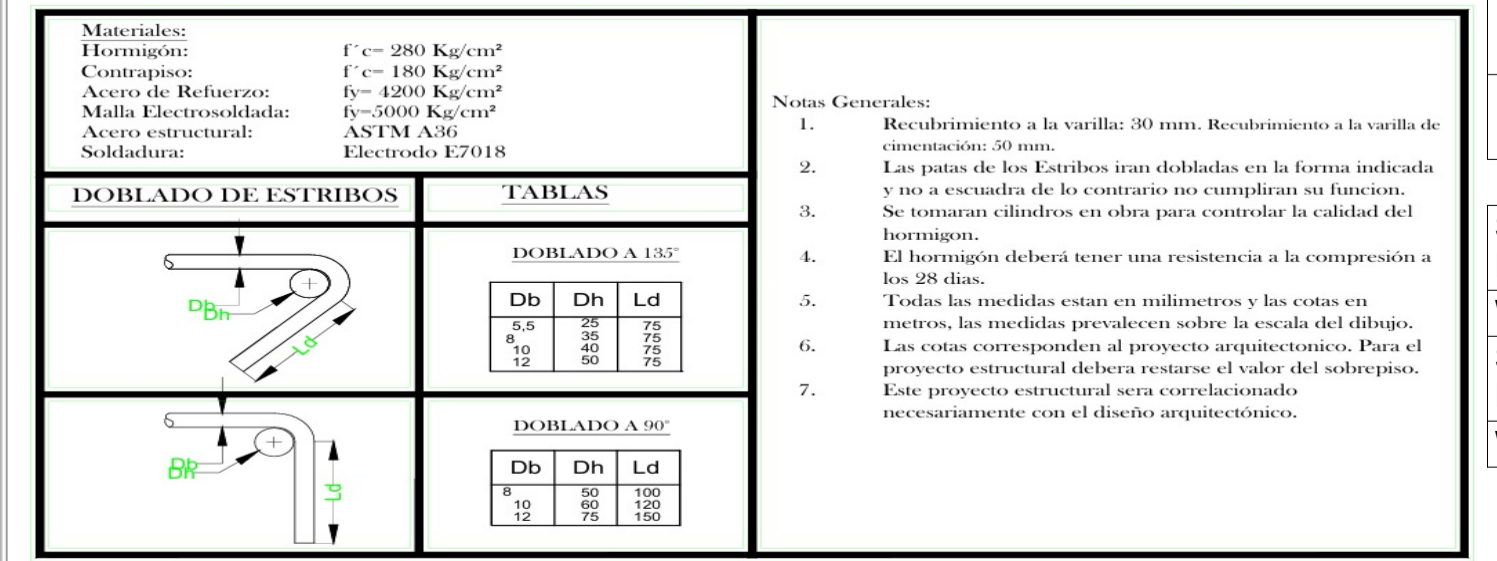 Materiales:
Hormigón: f´c= 280 Kg/cm²
Contrapiso: f´c= 180 Kg/cm²
Acero de Refuerzo: fy= 4200 Kg/cm²
Malla Electrosoldada: fy=5000 Kg/cm²
Acero estructural: ASTM A36
Soldadura: Electrodo E7018
DOBLADO DE ESTRIBOS
TABLAS
Db
Dh
Ld
DOBLADO A 135°
Db Dh Ld
5,5 25 75
8 35 75
10 40 75
12 50 75
Db
Dh
Ld
DOBLADO A 90°
Db Dh Ld
8 50 100
10 60 120
12 75 150
Notas Generales:
1. Recubrimiento a la varilla: 30 mm. Recubrimiento a la varilla de
cimentación: 50 mm.
2. Las patas de los Estribos iran dobladas en la forma indicada
y no a escuadra de lo contrario no cumpliran su funcion.
3. Se tomaran cilindros en obra para controlar la calidad del
hormigon.
4. El hormigón deberá tener una resistencia a la compresión a
los 28 dias.
5. Todas las medidas estan en milimetros y las cotas en
metros, las medidas prevalecen sobre la escala del dibujo.
6. Las cotas corresponden al proyecto arquitectonico. Para el
proyecto estructural debera restarse el valor del sobrepiso.
7. Este proyecto estructural sera correlacionado
necesariamente con el diseño arquitectónico.